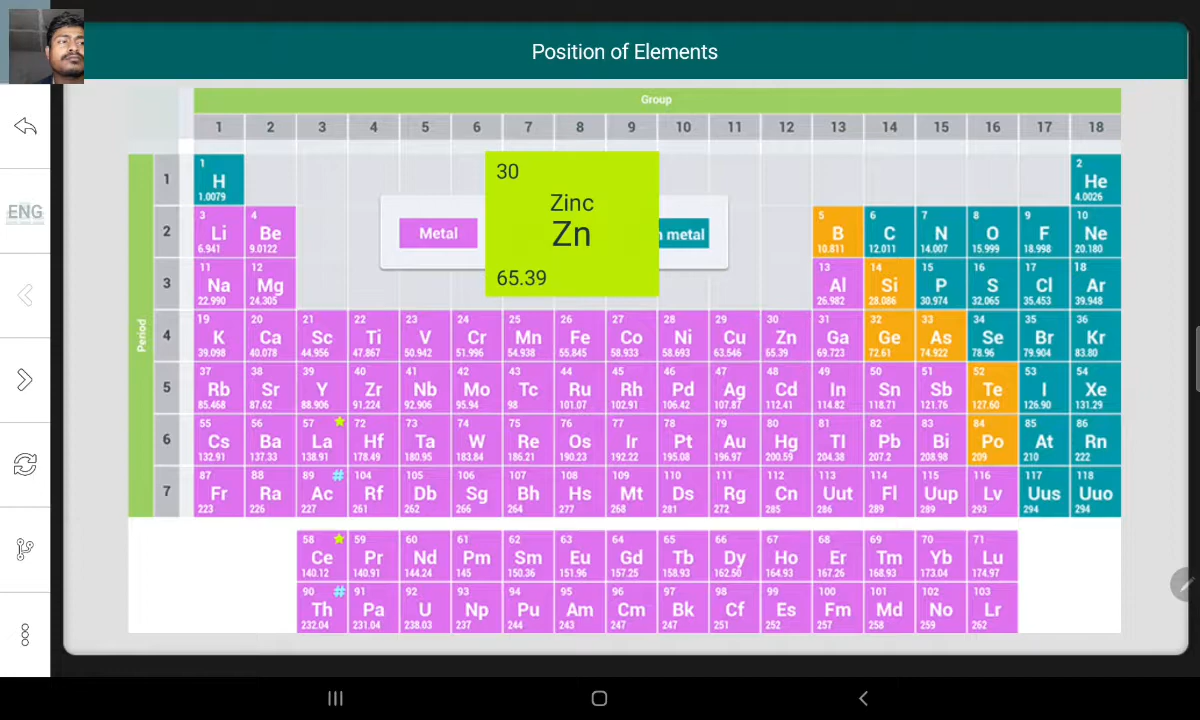 Position of Elements
ENG
Group
1 2 3 4 5 6 7 8 9 10 11 12 13 14 15 16 17 18
Period
30
Zinc
Zn
65.39
Metal
n metal
1
1 2
H He
1.0079 4.0026
2
3 4 5 6 7 8 9 10
Li Be B C N O F Ne
6.941 9.0122 10.811 12.011 14.007 15.999 18.998 20.180
3
11 12 13 14 15 16 17 18
Na Mg Al Si P S Cl Ar
22.990 24.305 26.982 28.086 30.974 32.065 35.453 39.948
4
19 20 21 22 23 24 25 26 27 28 29 30 31 32 33 34 35 36
K Ca Sc Ti V Cr Mn Fe Co Ni Cu Zn Ga Ge As Se Br Kr
39.098 40.078 44.956 47.867 50.942 51.996 54.938 55.845 58.933 58.693 63.546 65.39 69.723 72.61 74.922 78.96 79.904 83.80
5
37 38 39 40 41 42 43 44 45 46 47 48 49 50 51 52 53 54
Rb Sr Y Zr Nb Mo Tc Ru Rh Pd Ag Cd In Sn Sb Te I Xe
85.468 87.62 88.906 91.224 92.906 95.94 98 101.07 102.91 106.42 107.87 112.41 114.82 118.71 121.76 127.60 126.90 131.29
6
55 56 57 72 73 74 75 76 77 78 79 80 81 82 83 84 85 86
Cs Ba La Hf Ta W Re Os Ir Pt Au Hg Tl Pb Bi Po At Rn
132.91 137.33 138.91 178.49 180.95 183.84 186.21 190.23 192.22 195.08 196.97 200.59 204.38 207.2 208.98 209 210 222
7
87 88 89 # 104 105 106 107 108 109 110 111 112 113 114 115 116 117 118
Fr Ra Ac Rf Db Sg Bh Hs Mt Ds Rg Cn Uut Fl Uup Lv Uus Uuo
223 226 227 261 262 266 264 277 268 281 272 285 286 289 289 293 294 294
58 59 60 61 62 63 64 65 66 67 68 69 70 71
Ce Pr Nd Pm Sm Eu Gd Tb Dy Ho Er Tm Yb Lu
140.12 140.91 144.24 145 150.36 151.96 157.25 158.93 162.50 164.93 167.26 168.93 173.04 174.97
90 # 91 92 93 94 95 96 97 98 99 100 101 102 103
Th Pa U Np Pu Am Cm Bk Cf Es Fm Md No Lr
232.04 231.04 238.03 237 244 243 247 247 251 252 257 258 259 262